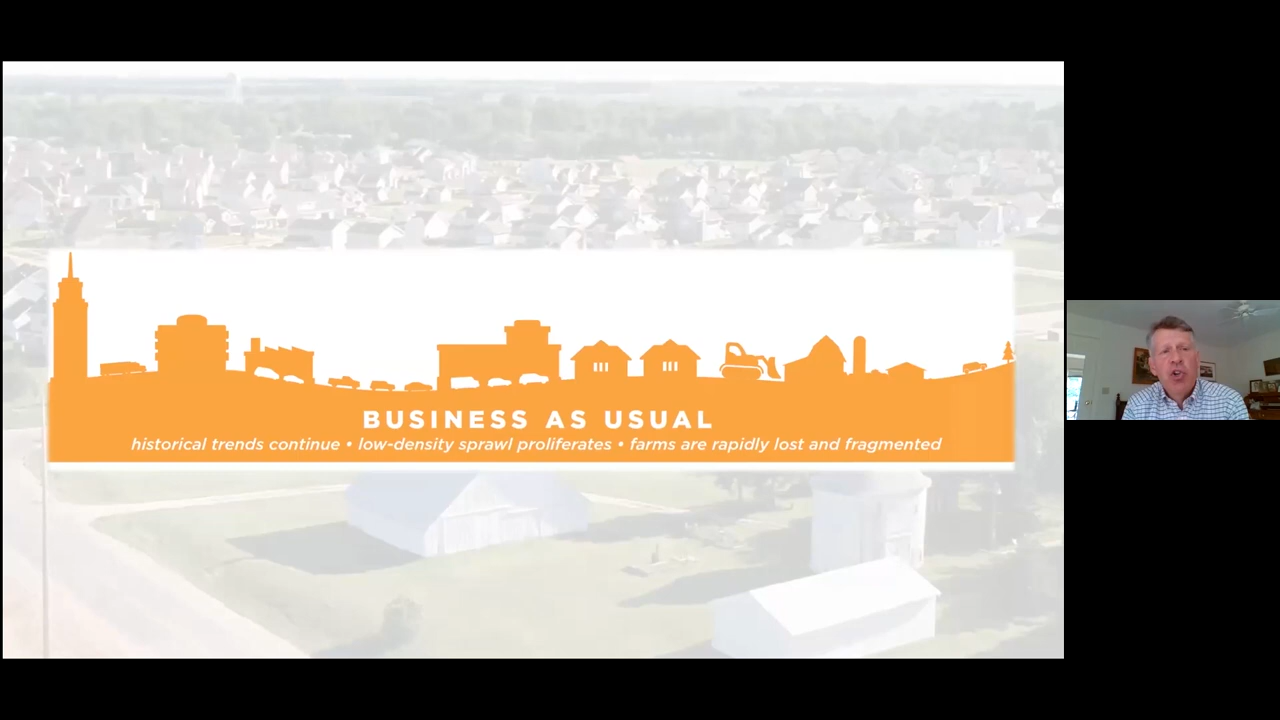 BUSINESS AS USUAL
historical trends continue • low-density sprawl proliferates • farms are rapidly lost and fragmented